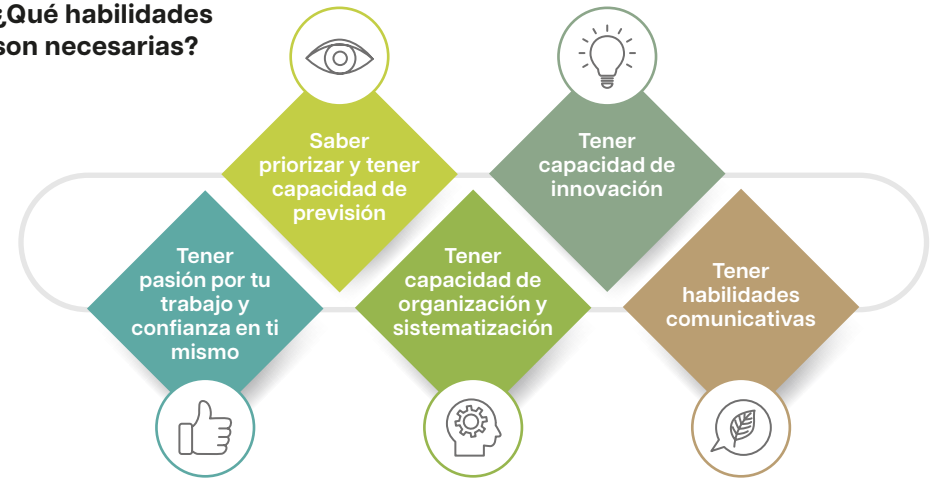 ¿Qué habilidades
son necesarias?
Saber
priorizar y tener
capacidad de
previsión
Tener
capacidad de
innovación
Tener
pasión por tu
trabajo y
confianza en ti
mismo
Tener
capacidad de
organización y
sistematización
Tener
habilidades
comunicativas